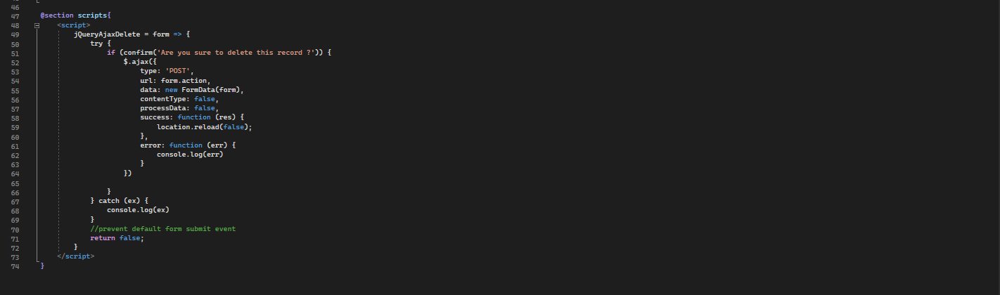 46
47 @section scripts{
48 <script>
49 jQueryAjaxDelete = form => {
50 try {
51 if (confirm('Are you sure to delete this record ?')) {
52 $.ajax({
53 type: 'POST',
54 url: form.action,
55 data: new FormData(form),
56 contentType: false,
57 processData: false,
58 success: function (res) {
59 location.reload(false);
60 },
61 error: function (err) {
62 console.log(err)
63 }
64 })
65
66 }
67 } catch (ex) {
68 console.log(ex)
69 }
70 //prevent default form submit event
71 return false;
72 }
73 </script>
74 }